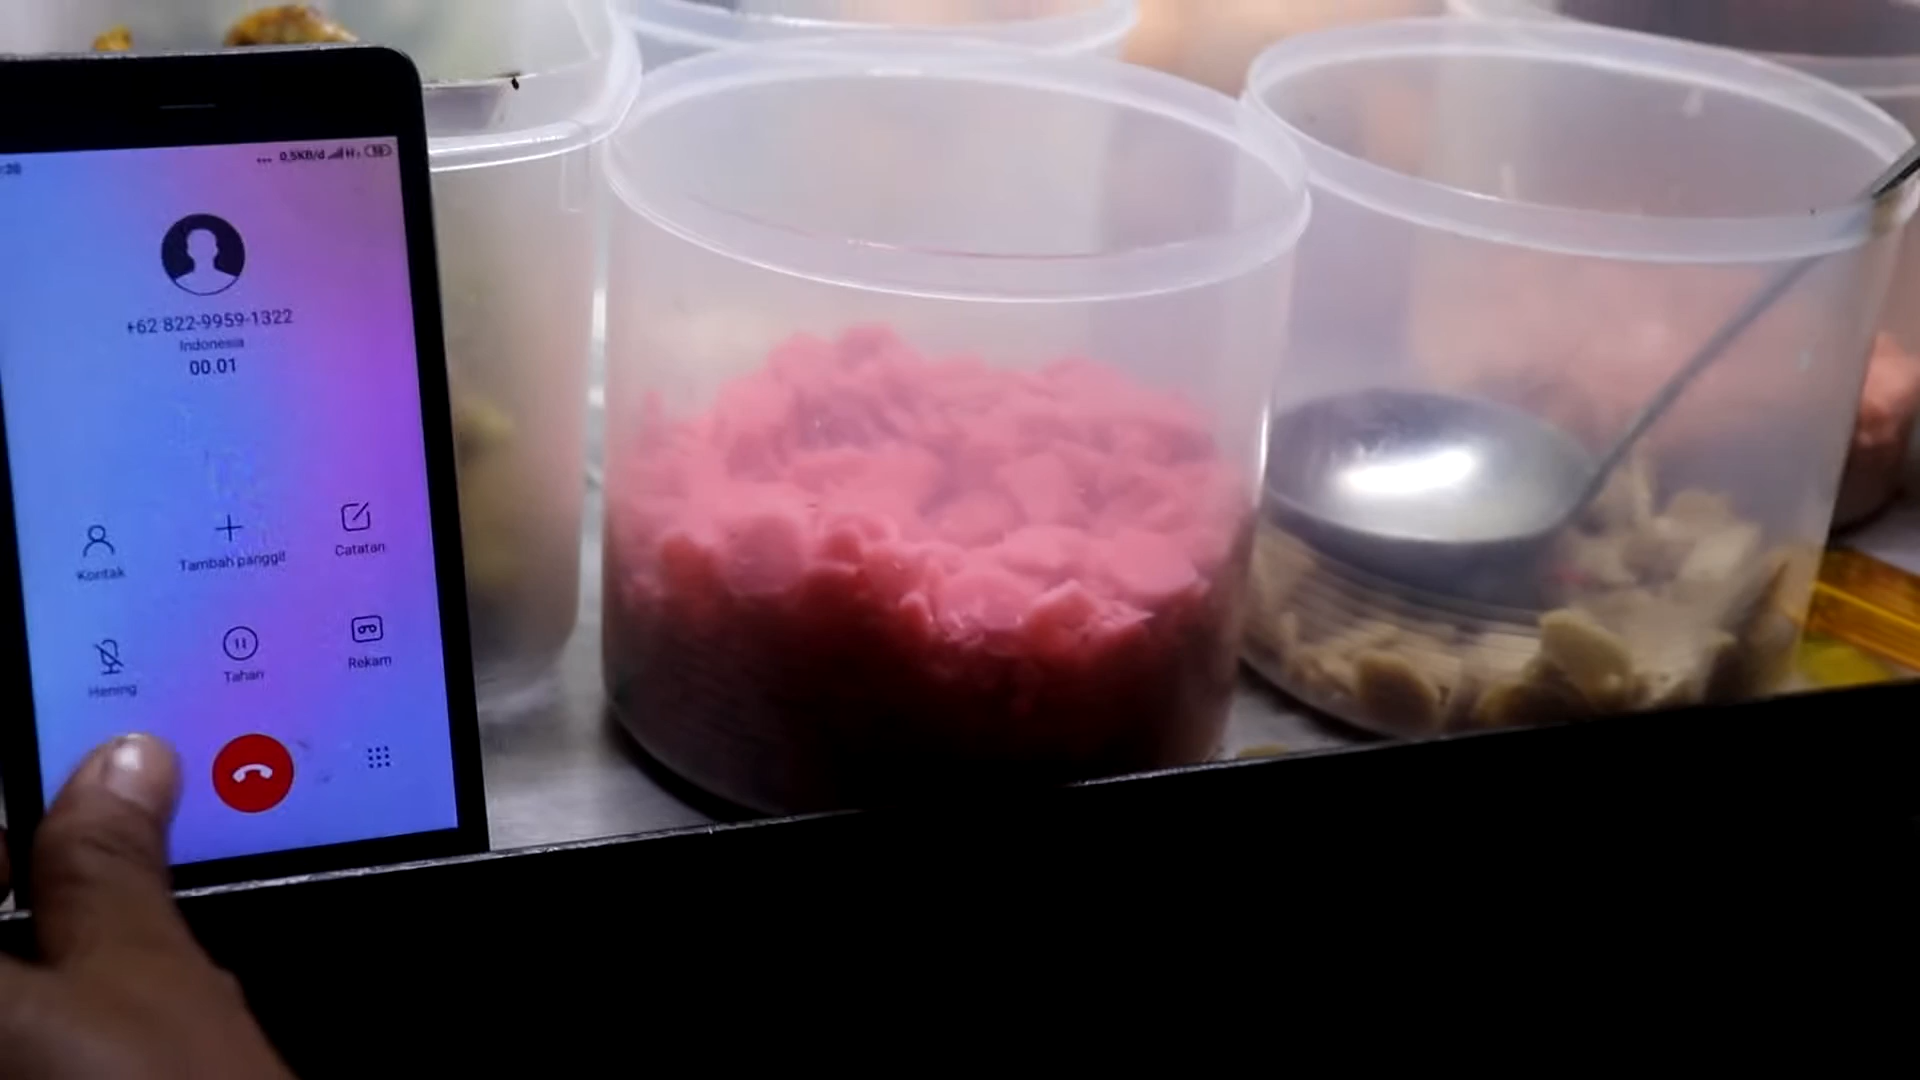 0,5KB/d
+62 822-9959-1322
Indonesia
00.01
Kontak
Tambah panggil
Catatan
Hening
Tahan
Rekam